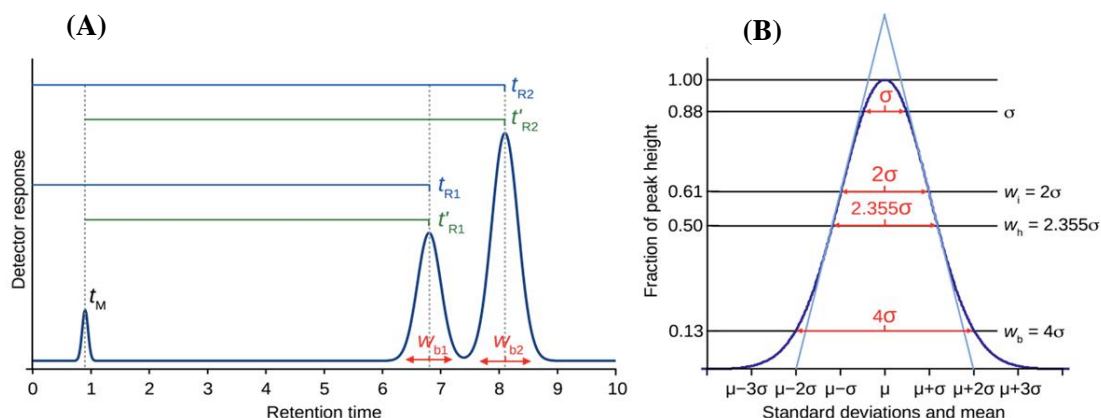 (A)
Detector response
t_R2
t'_R2
t_R1
t'_R1
t_M
w_b1
w_b2
0 1 2 3 4 5 6 7 8 9 10
Retention time
(B)
Fraction of peak height
1.00
0.88
σ
σ
0.61
2σ
w_i = 2σ
0.50
2.355σ
w_h = 2.355σ
0.13
4σ
w_b = 4σ
μ−3σ μ−2σ μ−σ μ μ+σ μ+2σ μ+3σ
Standard deviations and mean